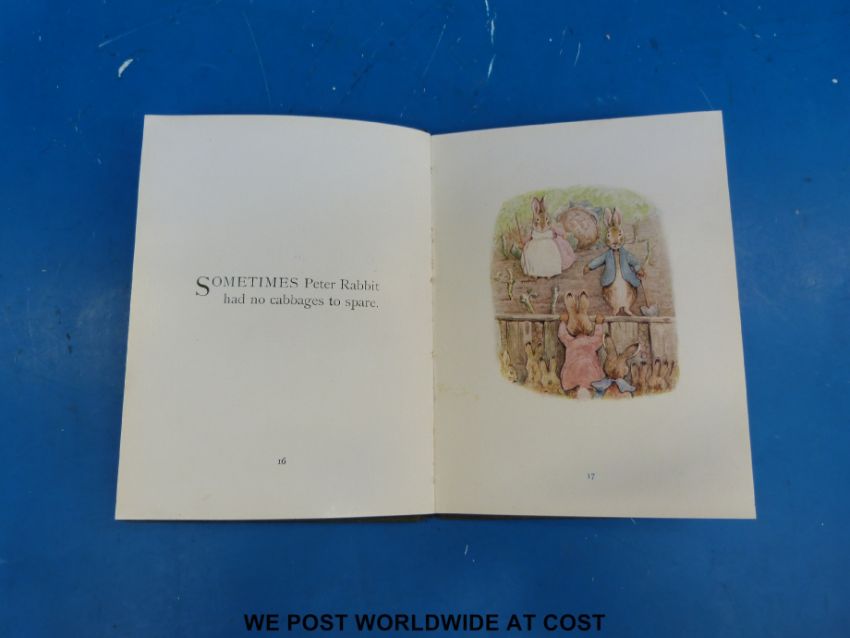 SOMETIMES Peter Rabbit
had no cabbages to spare.
16
17
WE POST WORLDWIDE AT COST